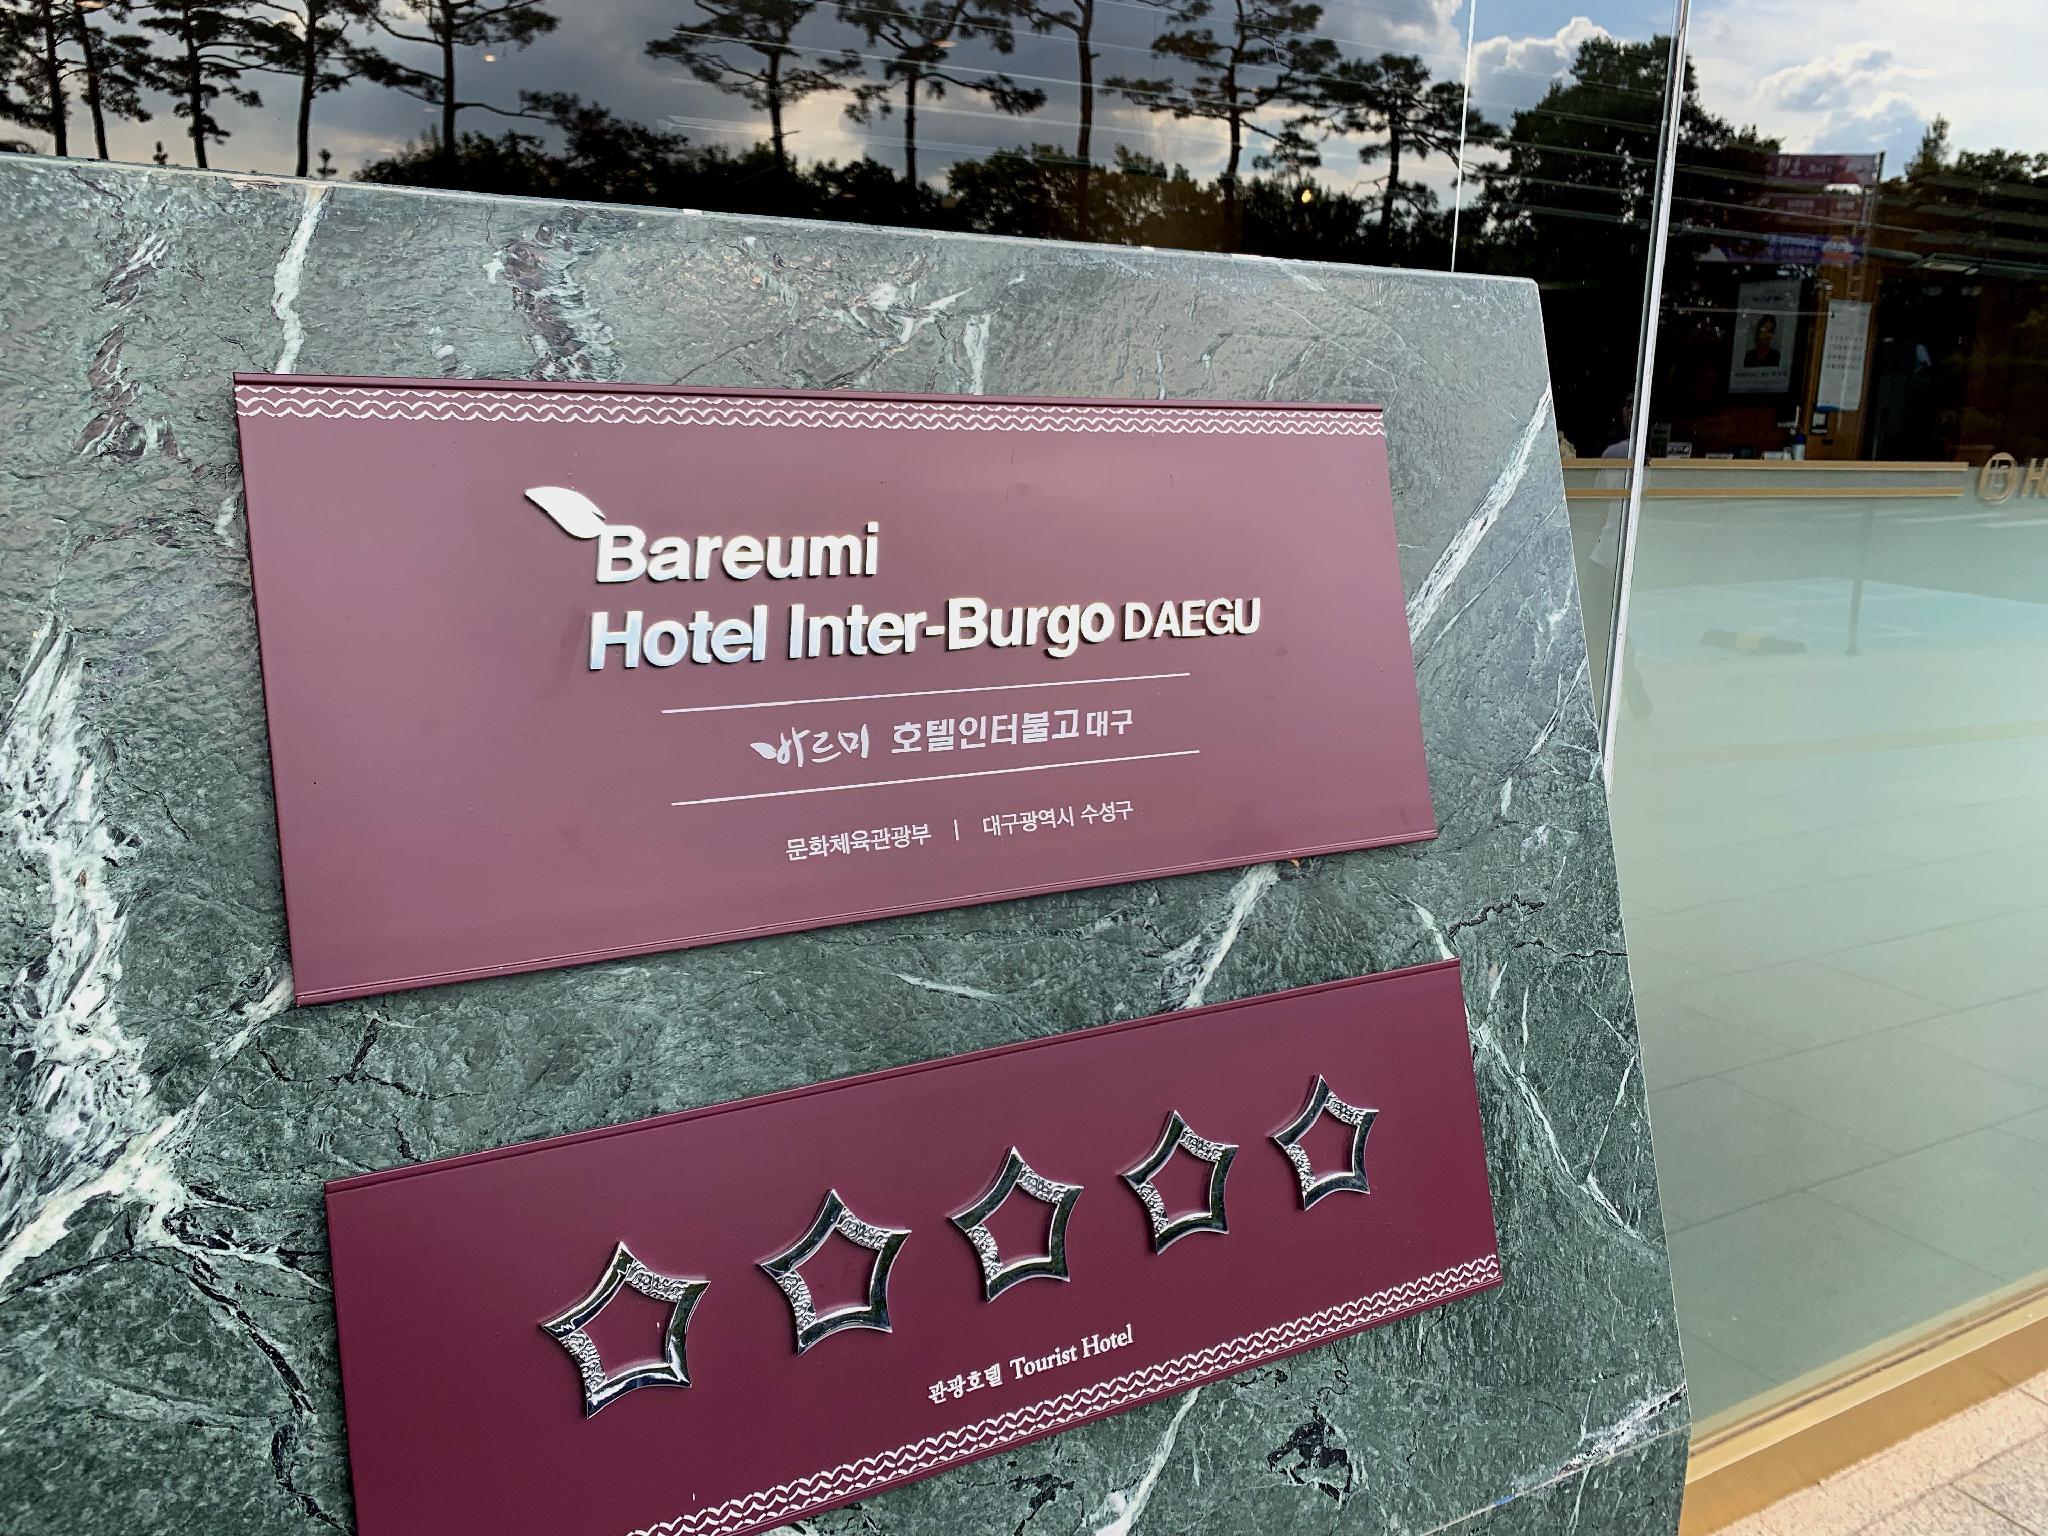 Bareumi
Hotel Inter-Burgo DAEGU
바르미 호텔인터불고대구
문화체육관광부 | 대구광역시 수성구
관광호텔 Tourist Hotel